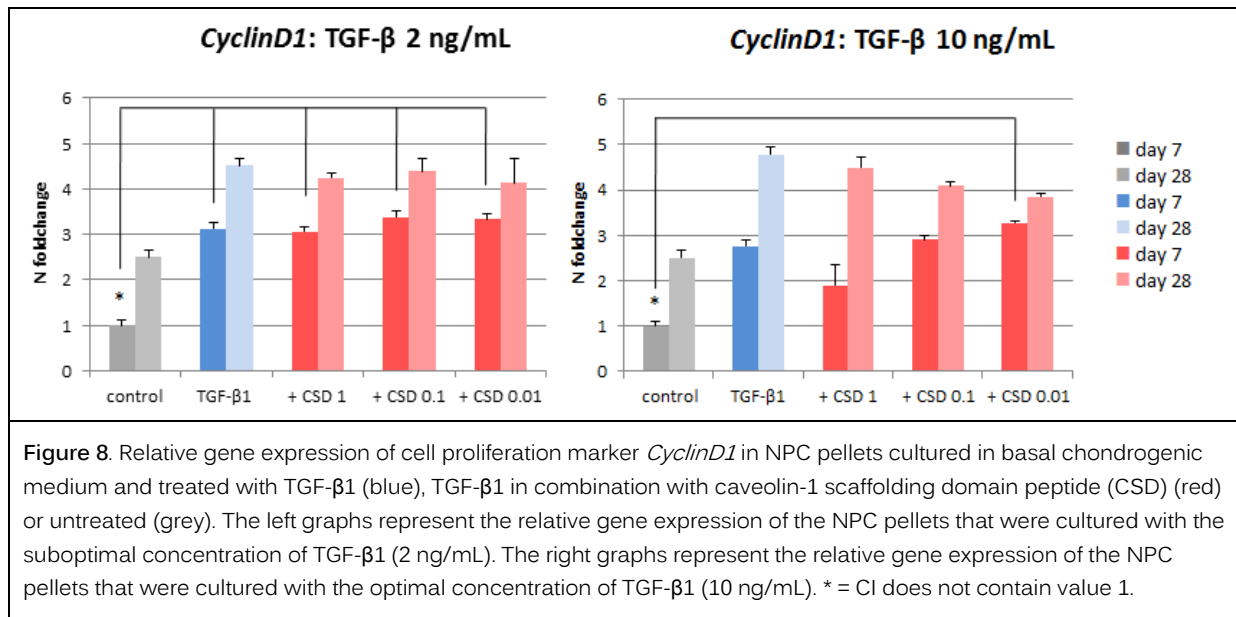 CyclinD1: TGF-β 2 ng/mL
N foldchange
6
5
4
3
2
1
0
*
control
TGF-β1
+ CSD 1
+ CSD 0.1
+ CSD 0.01
CyclinD1: TGF-β 10 ng/mL
N foldchange
6
5
4
3
2
1
0
*
control
TGF-β1
+ CSD 1
+ CSD 0.1
+ CSD 0.01
day 7
day 28
day 7
day 28
day 7
day 28
Figure 8. Relative gene expression of cell proliferation marker CyclinD1 in NPC pellets cultured in basal chondrogenic
medium and treated with TGF-β1 (blue), TGF-β1 in combination with caveolin-1 scaffolding domain peptide (CSD) (red)
or untreated (grey). The left graphs represent the relative gene expression of the NPC pellets that were cultured with the
suboptimal concentration of TGF-β1 (2 ng/mL). The right graphs represent the relative gene expression of the NPC
pellets that were cultured with the optimal concentration of TGF-β1 (10 ng/mL). * = CI does not contain value 1.